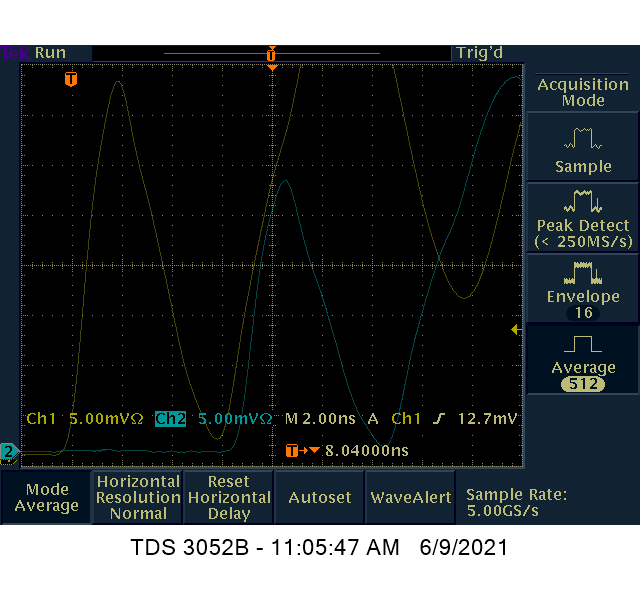 Tek Run
Trig'd
T
T
Acquisition
Mode
Sample
Peak Detect
(< 250MS/s)
Envelope
16
Average
512
Ch1 5.00mVΩ Ch2 5.00mVΩ M 2.00ns A Ch1 12.7mV
2
T 8.04000ns
Mode
Average
Horizontal
Resolution
Normal
Reset
Horizontal
Delay
Autoset
WaveAlert
Sample Rate:
5.00GS/s
TDS 3052B - 11:05:47 AM 6/9/2021